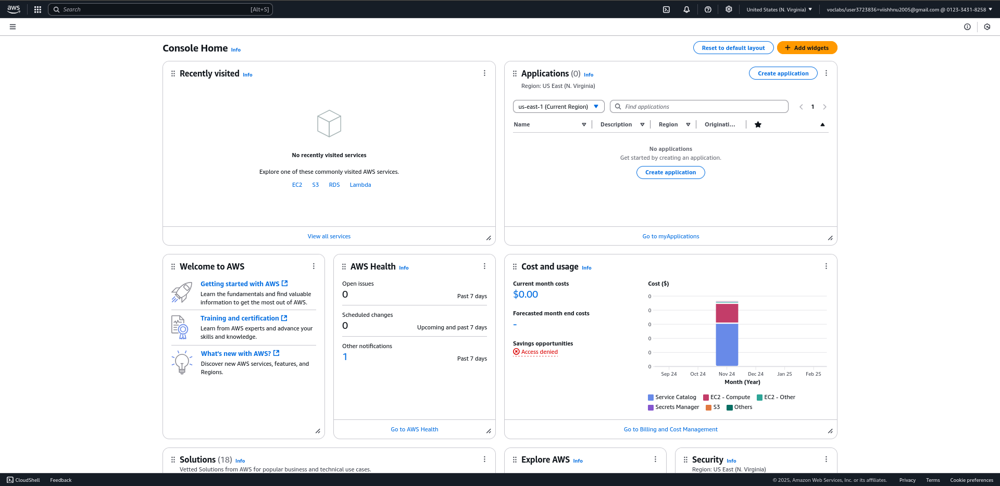 aws
Search [Alt+S]
United States (N. Virginia)
voclabs/user3723836=viishhnu2005@gmail.com @ 0123-3431-8258
Console Home Info
Reset to default layout
Add widgets
Recently visited Info
No recently visited services
Explore one of these commonly visited AWS services.
EC2 S3 RDS Lambda
View all services
Applications (0) Info
Create application
Region: US East (N. Virginia)
us-east-1 (Current Region)
Find applications
1
Name Description Region Originati...
No applications
Get started by creating an application.
Create application
Go to myApplications
Welcome to AWS
Getting started with AWS
Learn the fundamentals and find valuable
information to get the most out of AWS.
Training and certification
Learn from AWS experts and advance your
skills and knowledge.
What's new with AWS?
Discover new AWS services, features, and
Regions.
AWS Health Info
Open issues
0 Past 7 days
Scheduled changes
0 Upcoming and past 7 days
Other notifications
1 Past 7 days
Go to AWS Health
Cost and usage Info
Current month costs
$0.00
Forecasted month end costs
-
Savings opportunities
Access denied
Cost ($)
0
0
0
0
0
0
Sep 24 Oct 24 Nov 24 Dec 24 Jan 25 Feb 25
Month (Year)
Service Catalog EC2 - Compute EC2 - Other
Secrets Manager S3 Others
Go to Billing and Cost Management
Solutions (18) Info
Vetted Solutions from AWS for popular business and technical use cases.
Explore AWS Info
Security Info
Region: US East (N. Virginia)
CloudShell Feedback
© 2025, Amazon Web Services, Inc. or its affiliates. Privacy Terms Cookie preferences